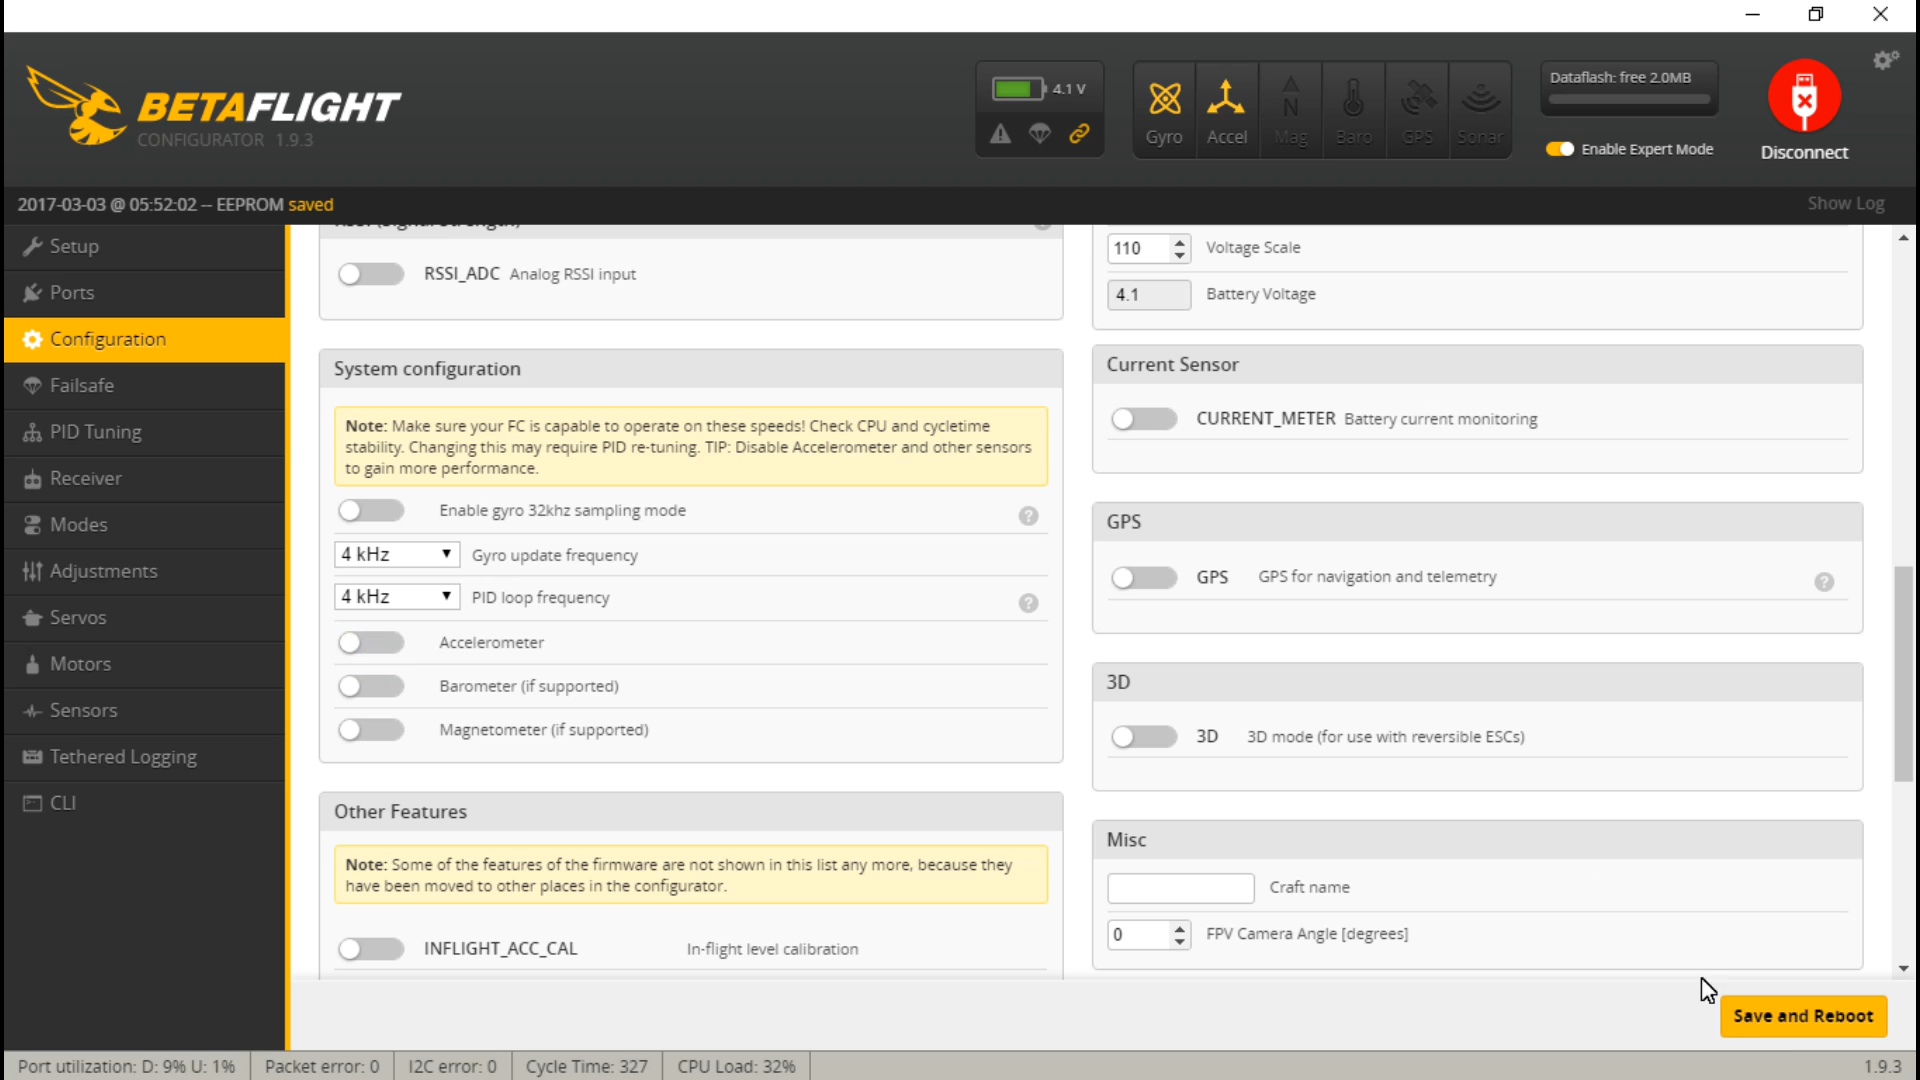 BETAFLIGHT
CONFIGURATOR 1.9.3
4.1 V
Gyro
Accel
Mag
Baro
GPS
Sonar
Dataflash: free 2.0MB
Enable Expert Mode
Disconnect
2017-03-03 @ 05:52:02 -- EEPROM saved
Show Log
Setup
Ports
Configuration
Failsafe
PID Tuning
Receiver
Modes
Adjustments
Servos
Motors
Sensors
Tethered Logging
CLI
RSSI_ADC Analog RSSI input
System configuration
Note: Make sure your FC is capable to operate on these speeds! Check CPU and cycletime
stability. Changing this may require PID re-tuning. TIP: Disable Accelerometer and other sensors
to gain more performance.
Enable gyro 32khz sampling mode ?
4 kHz Gyro update frequency
4 kHz PID loop frequency ?
Accelerometer
Barometer (if supported)
Magnetometer (if supported)
Other Features
Note: Some of the features of the firmware are not shown in this list any more, because they
have been moved to other places in the configurator.
INFLIGHT_ACC_CAL In-flight level calibration
110 Voltage Scale
4.1 Battery Voltage
Current Sensor
CURRENT_METER Battery current monitoring
GPS
GPS GPS for navigation and telemetry ?
3D
3D 3D mode (for use with reversible ESCs)
Misc
Craft name
0 FPV Camera Angle [degrees]
Save and Reboot
Port utilization: D: 9% U: 1% Packet error: 0 I2C error: 0 Cycle Time: 327 CPU Load: 32% 1.9.3